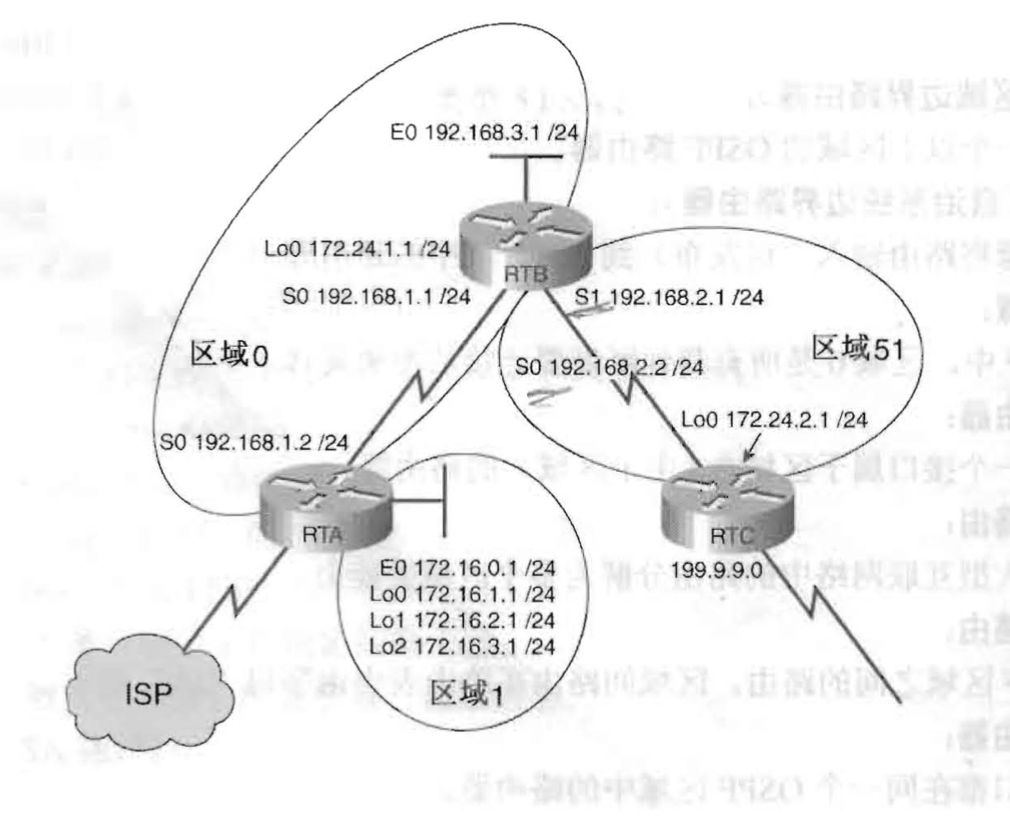 E0 192.168.3.1 /24
Lo0 172.24.1.1 /24
RTB
S0 192.168.1.1 /24
S1 192.168.2.1 /24
区域0
区域51
S0 192.168.2.2 /24
Lo0 172.24.2.1 /24
S0 192.168.1.2 /24
RTA
RTC
E0 172.16.0.1 /24
199.9.9.0
Lo0 172.16.1.1 /24
Lo1 172.16.2.1 /24
Lo2 172.16.3.1 /24
ISP
区域1